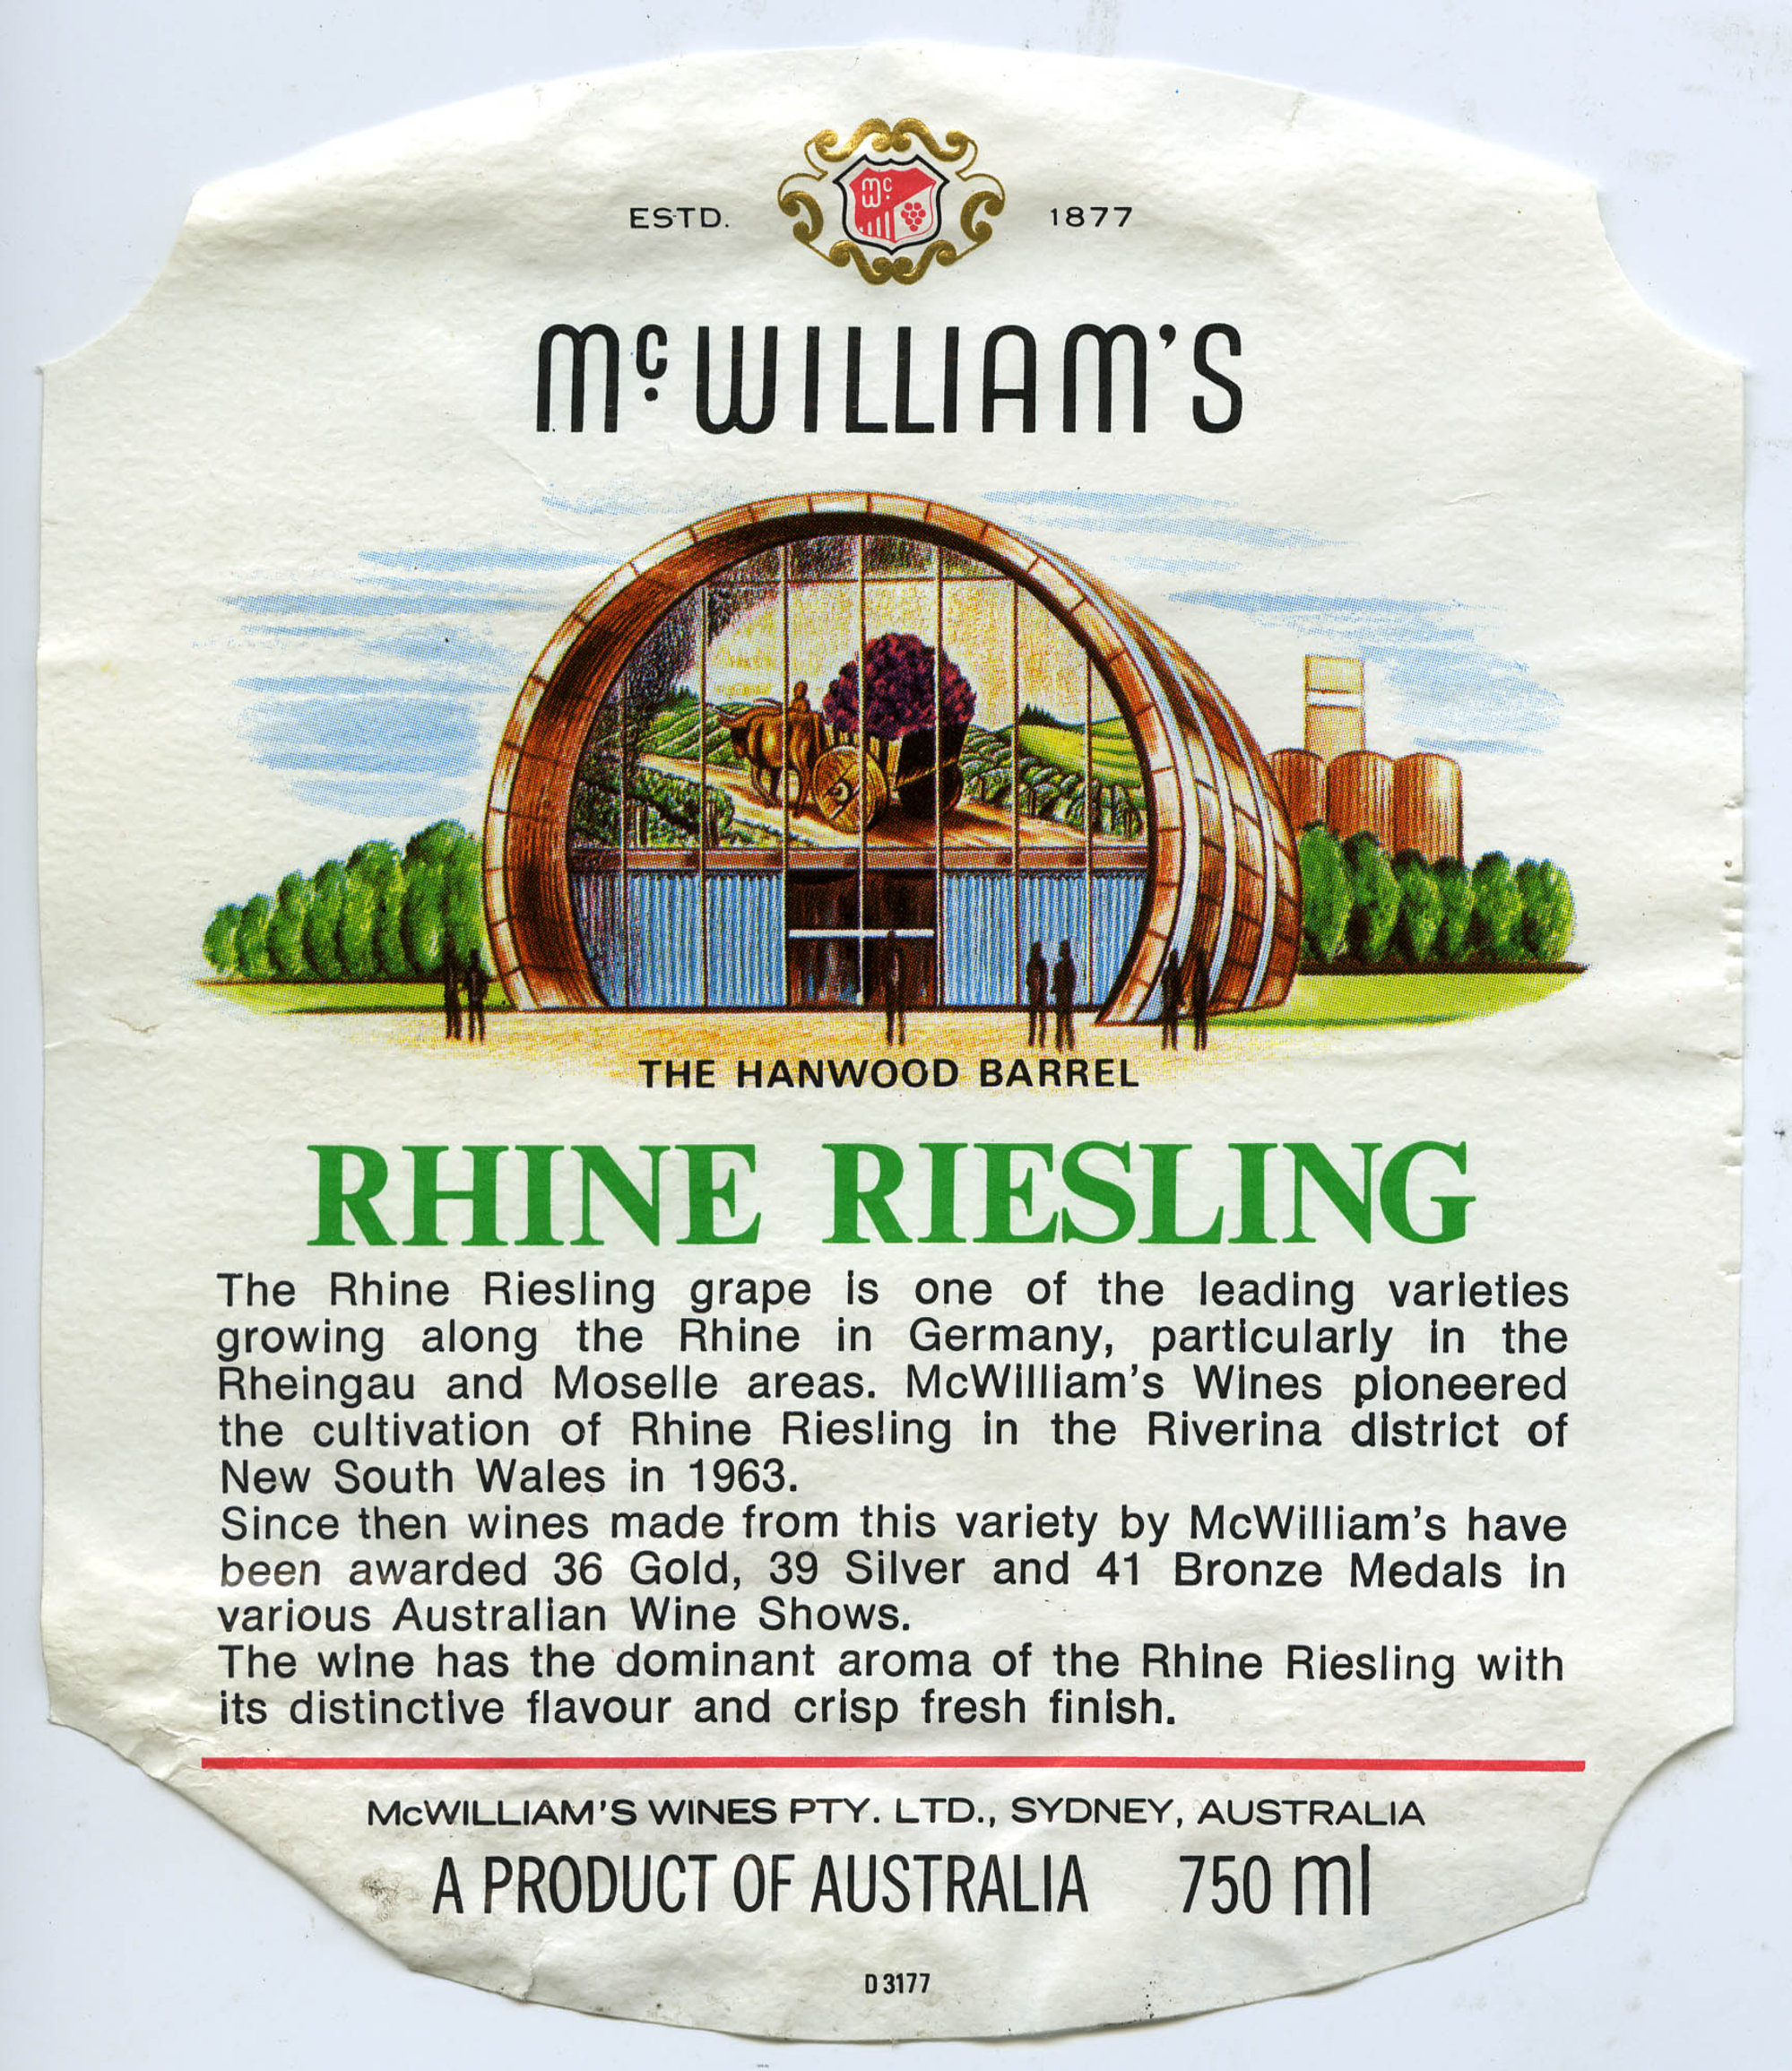 ESTD. 1877
Mc W
McWILLIAM'S
THE HANWOOD BARREL
RHINE RIESLING
The Rhine Riesling grape is one of the leading varieties
growing along the Rhine in Germany, particularly in the
Rheingau and Moselle areas. McWilliam's Wines pioneered
the cultivation of Rhine Riesling in the Riverina district of
New South Wales in 1963.
Since then wines made from this variety by McWilliam's have
been awarded 36 Gold, 39 Silver and 41 Bronze Medals in
various Australian Wine Shows.
The wine has the dominant aroma of the Rhine Riesling with
its distinctive flavour and crisp fresh finish.
McWILLIAM'S WINES PTY. LTD., SYDNEY, AUSTRALIA
A PRODUCT OF AUSTRALIA 750 ml
D 3177